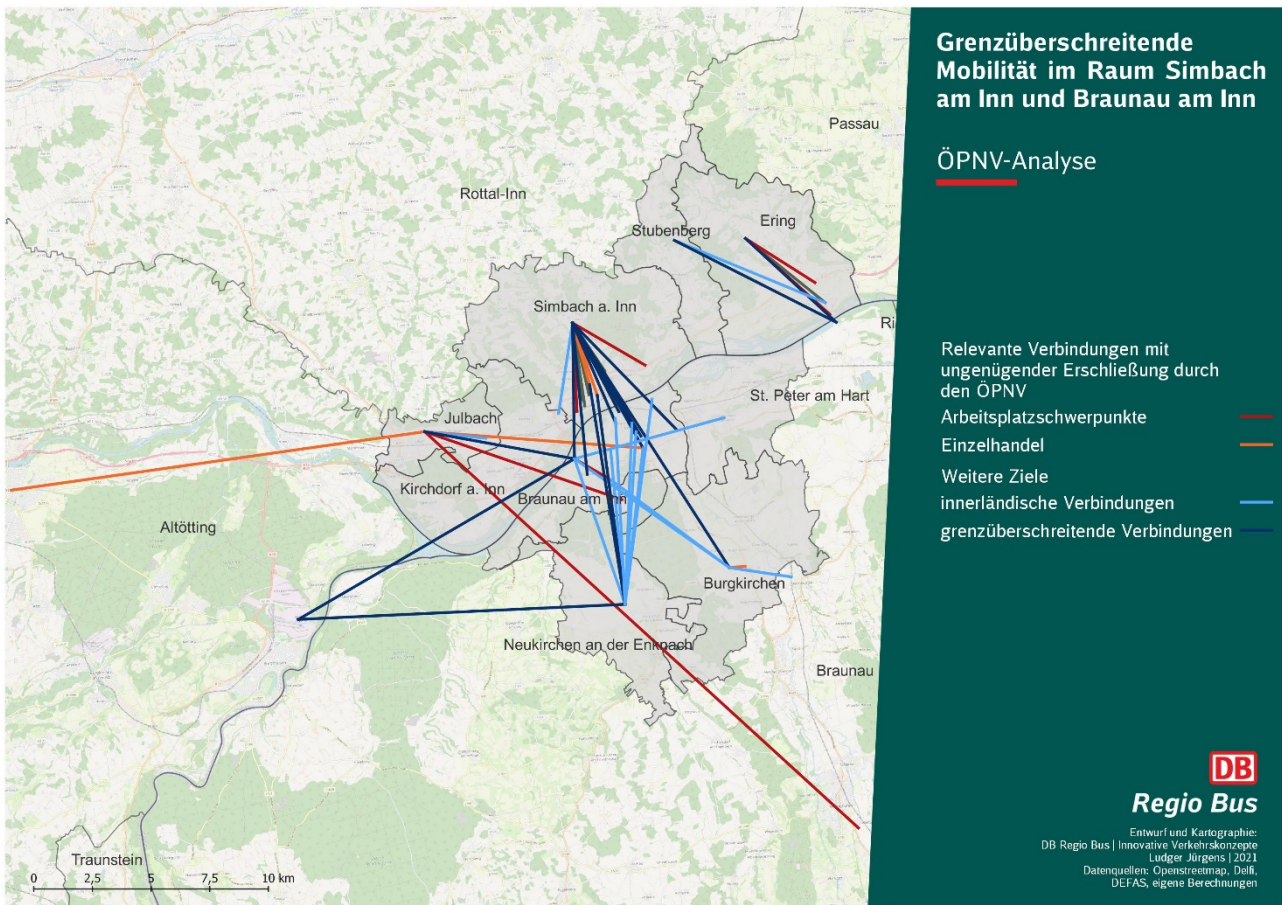 Grenzüberschreitende
Mobilität im Raum Simbach
am Inn und Braunau am Inn
ÖPNV-Analyse
Passau
Rottal-Inn
Ering
Stubenberg
Simbach a. Inn
Ri
St. Peter am Hart
Julbach
Kirchdorf a. Inn
Braunau am Inn
Altötting
Burgkirchen
Neukirchen an der Enknach
Braunau
Traunstein
0 2,5 5 7,5 10 km
Relevante Verbindungen mit
ungenügender Erschließung durch
den ÖPNV
Arbeitsplatzschwerpunkte
Einzelhandel
Weitere Ziele
innerländische Verbindungen
grenzüberschreitende Verbindungen
DB
Regio Bus
Entwurf und Kartographie:
DB Regio Bus | Innovative Verkehrskonzepte
Ludger Jürgens | 2021
Datenquellen: Openstreetmap, Delfi,
DEFAS, eigene Berechnungen